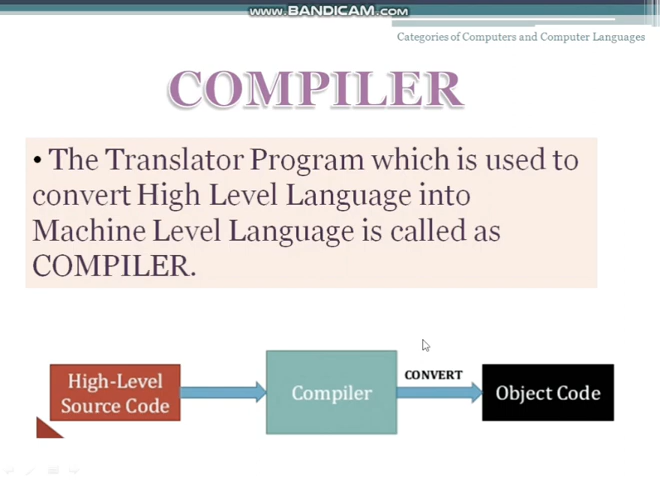 www.BANDICAM.com
Categories of Computers and Computer Languages
COMPILER
• The Translator Program which is used to
convert High Level Language into
Machine Level Language is called as
COMPILER.
High-Level
Source Code
Compiler
CONVERT
Object Code